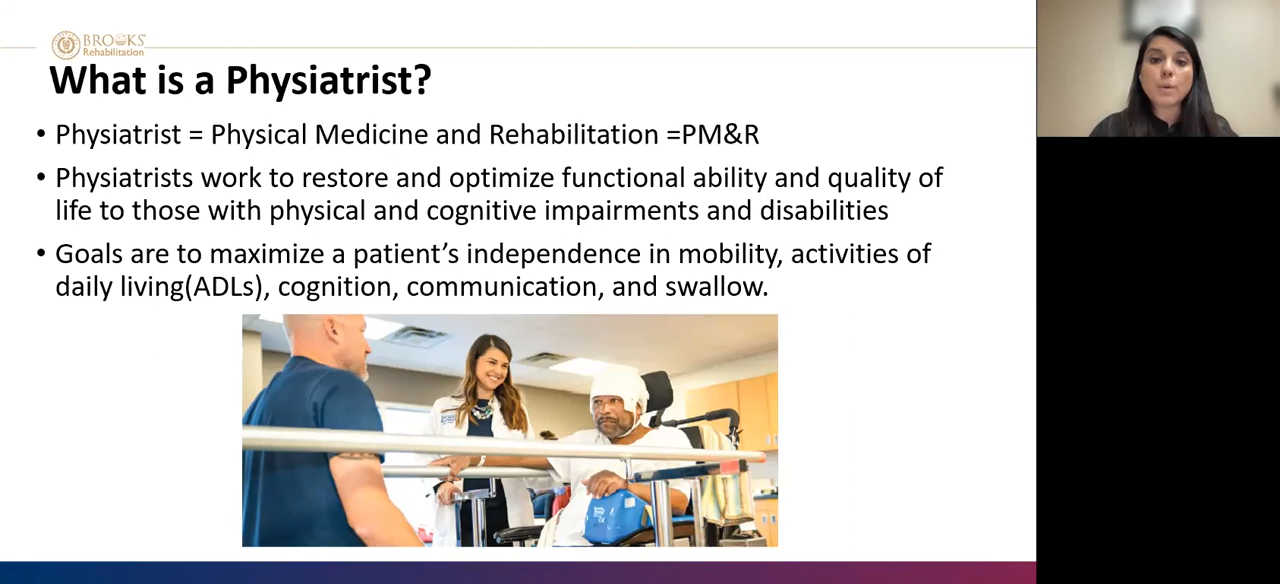 BROOKS
Rehabilitation
What is a Physiatrist?
• Physiatrist = Physical Medicine and Rehabilitation =PM&R
• Physiatrists work to restore and optimize functional ability and quality of
life to those with physical and cognitive impairments and disabilities
• Goals are to maximize a patient's independence in mobility, activities of
daily living(ADLs), cognition, communication, and swallow.